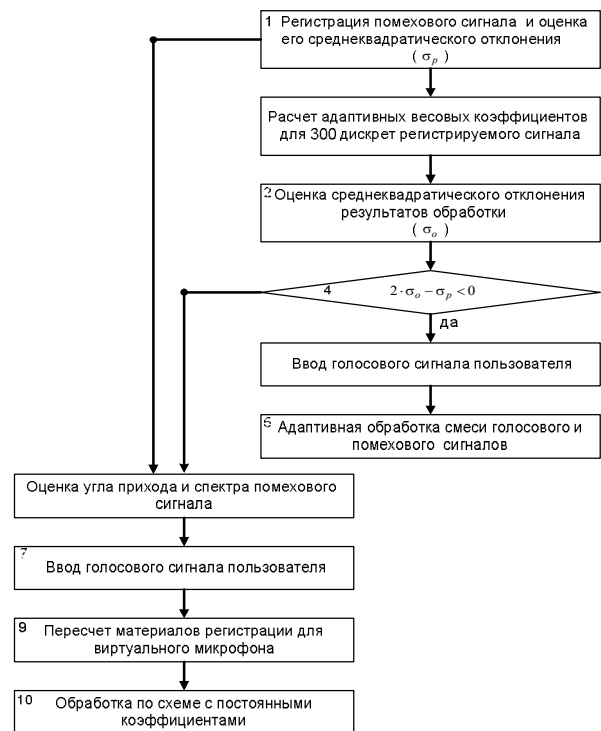 1 Регистрация помехового сигнала и оценка
его среднеквадратического отклонения
( σp )
Расчет адаптивных весовых коэффициентов
для 300 дискрет регистрируемого сигнала
2 Оценка среднеквадратического отклонения
результатов обработки
( σo )
4 2·σo – σp < 0
да
Ввод голосового сигнала пользователя
5 Адаптивная обработка смеси голосового и
помехового сигналов
Оценка угла прихода и спектра помехового
сигнала
7
Ввод голосового сигнала пользователя
9 Пересчет материалов регистрации для
виртуального микрофона
10 Обработка по схеме с постоянными
коэффициентами